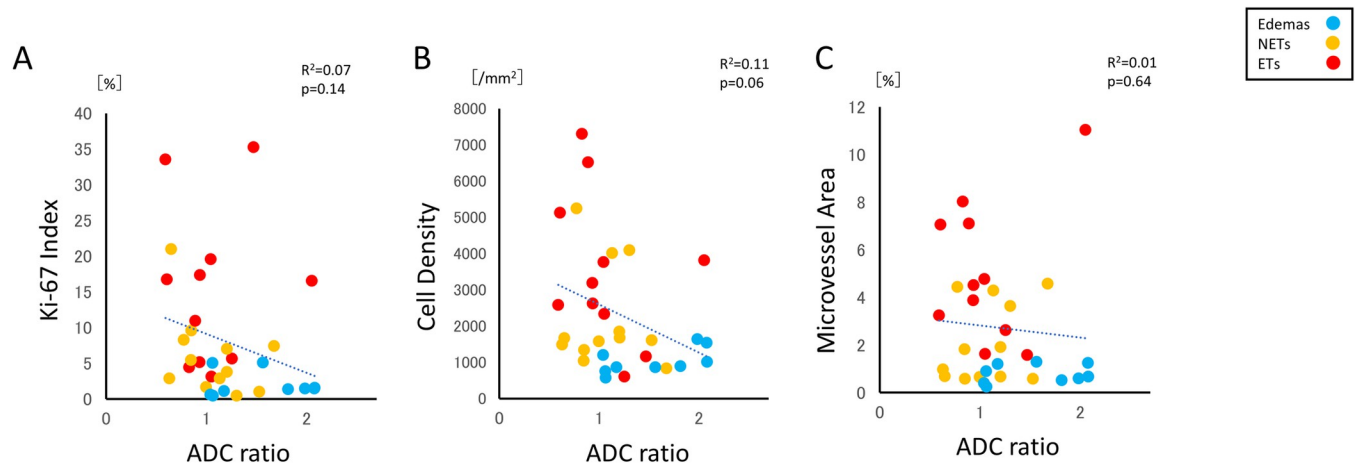 Edemas
NETs
ETs
A
[%]
R²=0.07
p=0.14
Ki-67 Index
40
35
30
25
20
15
10
5
0
0
1
2
ADC ratio
B
[/mm²]
R²=0.11
p=0.06
Cell Density
8000
7000
6000
5000
4000
3000
2000
1000
0
0
1
2
ADC ratio
C
[%]
R²=0.01
p=0.64
Microvessel Area
12
10
8
6
4
2
0
0
1
2
ADC ratio